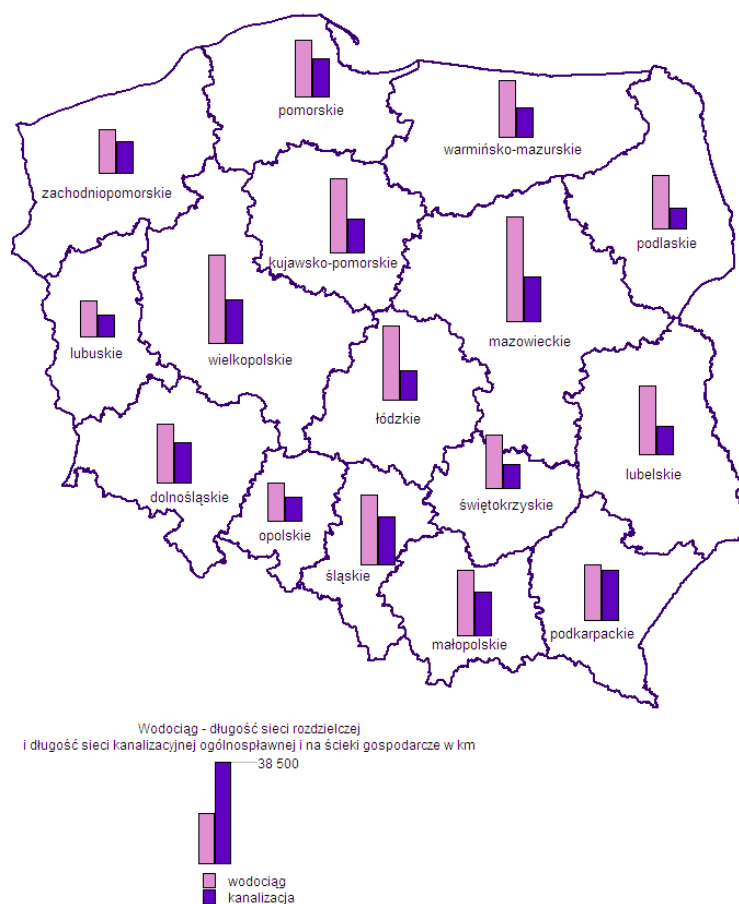 pomorskie
warmińsko-mazurskie
zachodniopomorskie
podlaskie
kujawsko-pomorskie
mazowieckie
lubuskie
wielkopolskie
łódzkie
lubelskie
dolnośląskie
świętokrzyskie
opolskie
śląskie
podkarpackie
małopolskie
Wodociąg - długość sieci rozdzielczej
i długość sieci kanalizacyjnej ogólnospławnej i na ścieki gospodarcze w km
38 500
wodociąg
kanalizacja